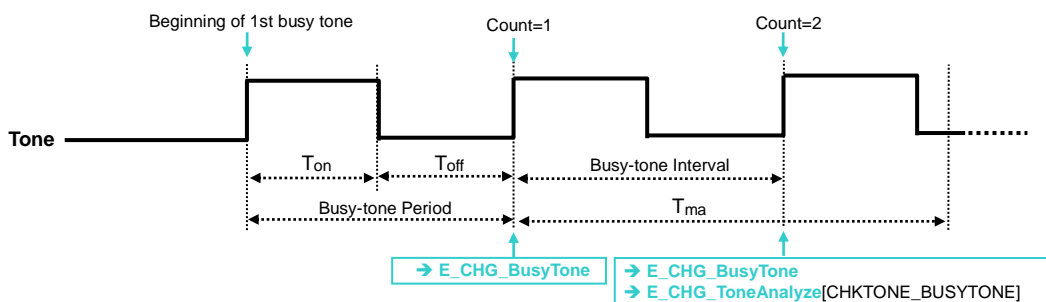 Beginning of 1st busy tone
Count=1
Count=2
Tone
Ton
Toff
Busy-tone Interval
Busy-tone Period
Tma
➔ E_CHG_BusyTone
➔ E_CHG_BusyTone
➔ E_CHG_ToneAnalyze[CHKTONE_BUSYTONE]